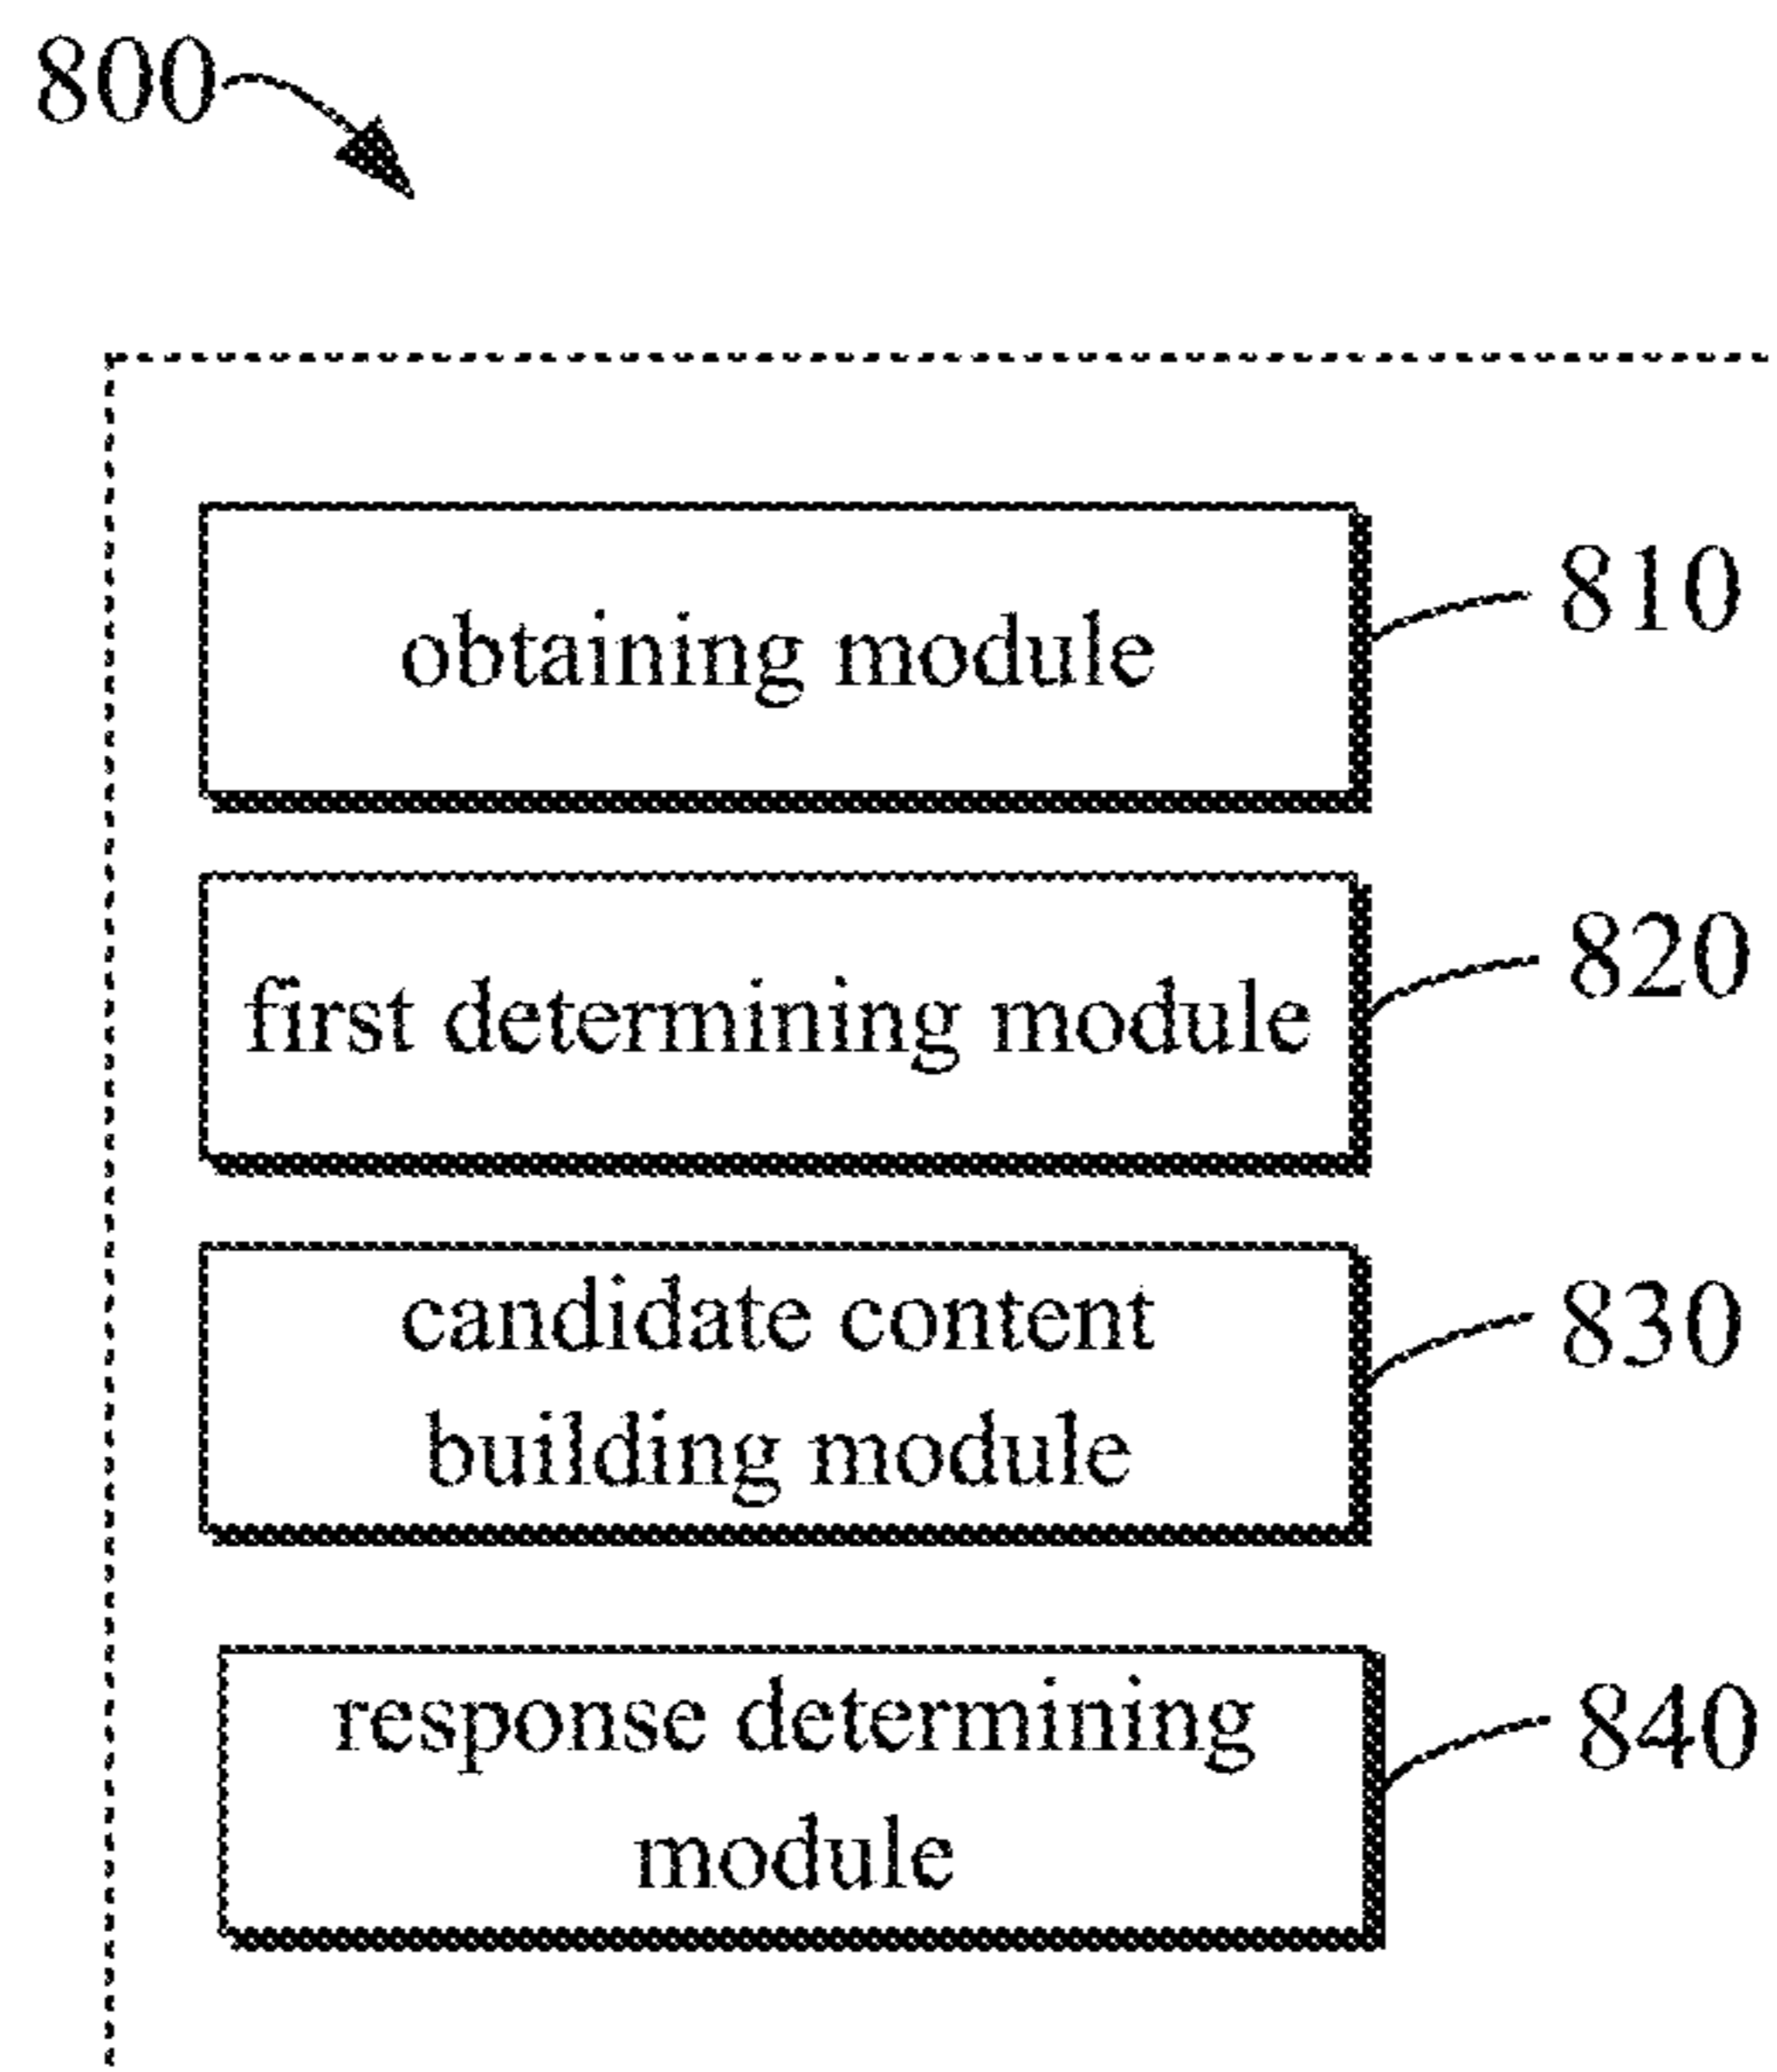 800
obtaining module
810
first determining module
820
candidate content
building module
830
response determining
module
840